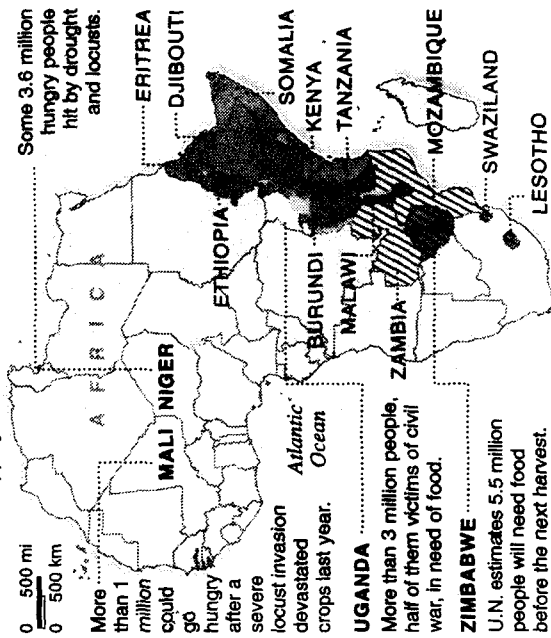 0 500 mi
0 500 km
More
than 1
million
could
go
hungry
after a
severe
locust invasion
devastated
crops last year.
UGANDA
More than 3 million people,
half of them victims of civil
war, in need of food.
ZIMBABWE
U.N. estimates 5.5 million
people will need food
before the next harvest.
AFRICA
MALI
NIGER
Atlantic
Ocean
Some 3.6 million
hungry people
hit by drought
and locusts.
ERITREA
DJIBOUTI
ETHIOPIA
SOMALIA
KENYA
TANZANIA
BURUNDI
MALAWI
ZAMBIA
MOZAMBIQUE
SWAZILAND
LESOTHO